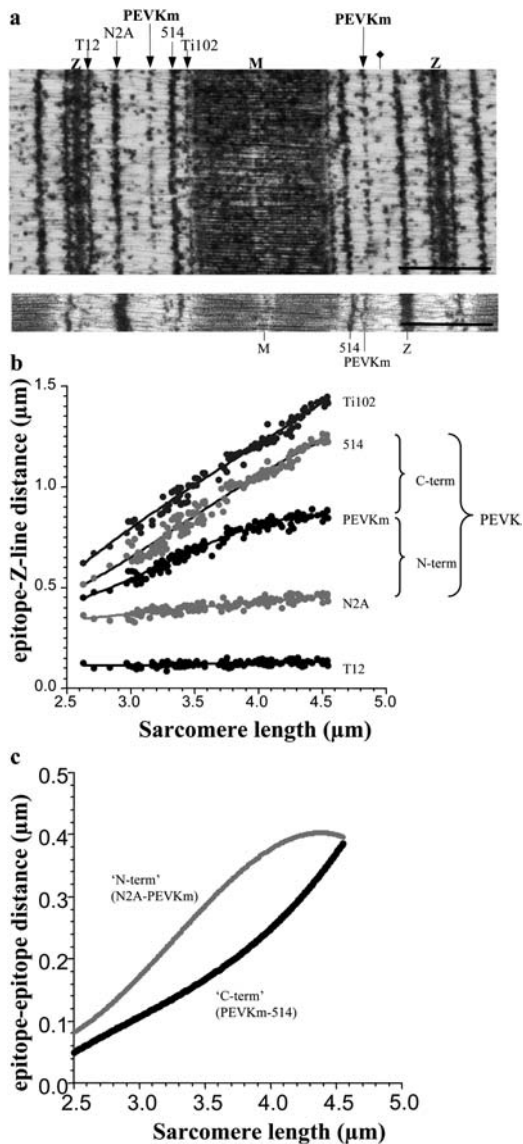 a
PEVKm
N2A
514
PEVKm
T12
Ti102
Z
M
Z
M
514
Z
PEVKm
b
1.5
1.0
0.5
0.0
epitope-Z-line distance (µm)
Ti102
514
PEVKm
N2A
T12
C-term
N-term
PEVK
2.5 3.0 3.5 4.0 4.5 5.0
Sarcomere length (µm)
c
0.5
0.4
0.3
0.2
0.1
0.0
epitope-epitope distance (µm)
'N-term'
(N2A-PEVKm)
'C-term'
(PEVKm-514)
2.5 3.0 3.5 4.0 4.5 5.0
Sarcomere length (µm)